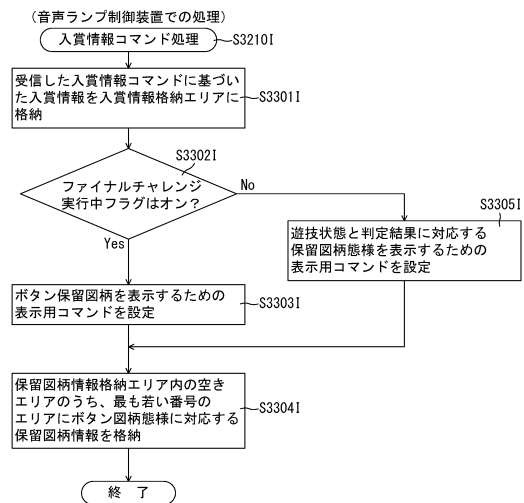 （音声ランプ制御装置での処理）
入賞情報コマンド処理
S3210I
受信した入賞情報コマンドに基づい
た入賞情報を入賞情報格納エリアに
格納
S3301I
S3302I
ファイナルチャレンジ
実行中フラグはオン？
No
Yes
S3305I
遊技状態と判定結果に対応する
保留図柄態様を表示するための
表示用コマンドを設定
ボタン保留図柄を表示するための
表示用コマンドを設定
S3303I
保留図柄情報格納エリア内の空き
エリアのうち、最も若い番号の
エリアにボタン図柄態様に対応する
保留図柄情報を格納
S3304I
終　了